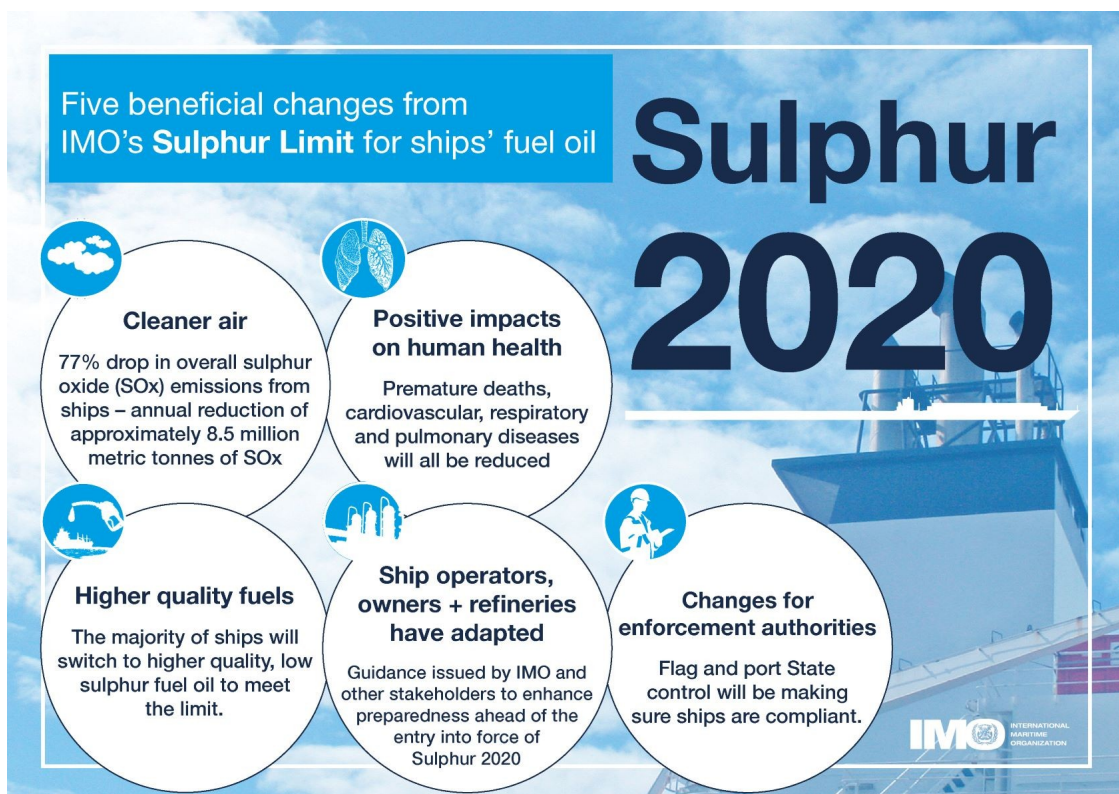 Five beneficial changes from
IMO's Sulphur Limit for ships' fuel oil
Sulphur
2020
Cleaner air
77% drop in overall sulphur
oxide (SOx) emissions from
ships – annual reduction of
approximately 8.5 million
metric tonnes of SOx
Positive impacts
on human health
Premature deaths,
cardiovascular, respiratory
and pulmonary diseases
will all be reduced
Higher quality fuels
The majority of ships will
switch to higher quality, low
sulphur fuel oil to meet
the limit.
Ship operators,
owners + refineries
have adapted
Guidance issued by IMO and
other stakeholders to enhance
preparedness ahead of the
entry into force of
Sulphur 2020
Changes for
enforcement authorities
Flag and port State
control will be making
sure ships are compliant.
IMO
INTERNATIONAL
MARITIME
ORGANIZATION